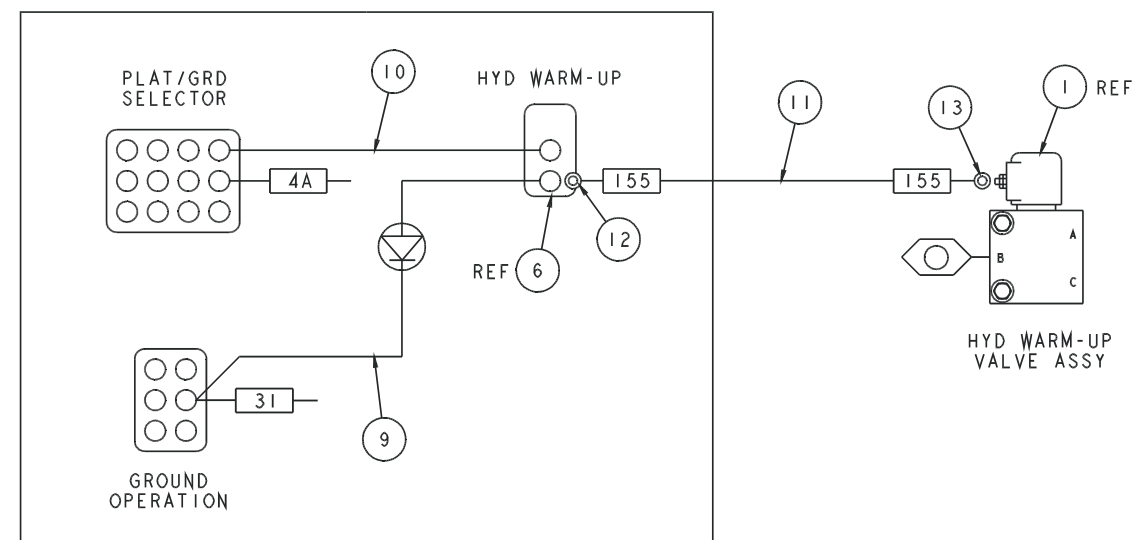 PLAT/GRD
SELECTOR
10
HYD WARM-UP
11
13
1 REF
4A
155
155
12
REF 6
A
B
C
HYD WARM-UP
VALVE ASSY
31
9
GROUND
OPERATION